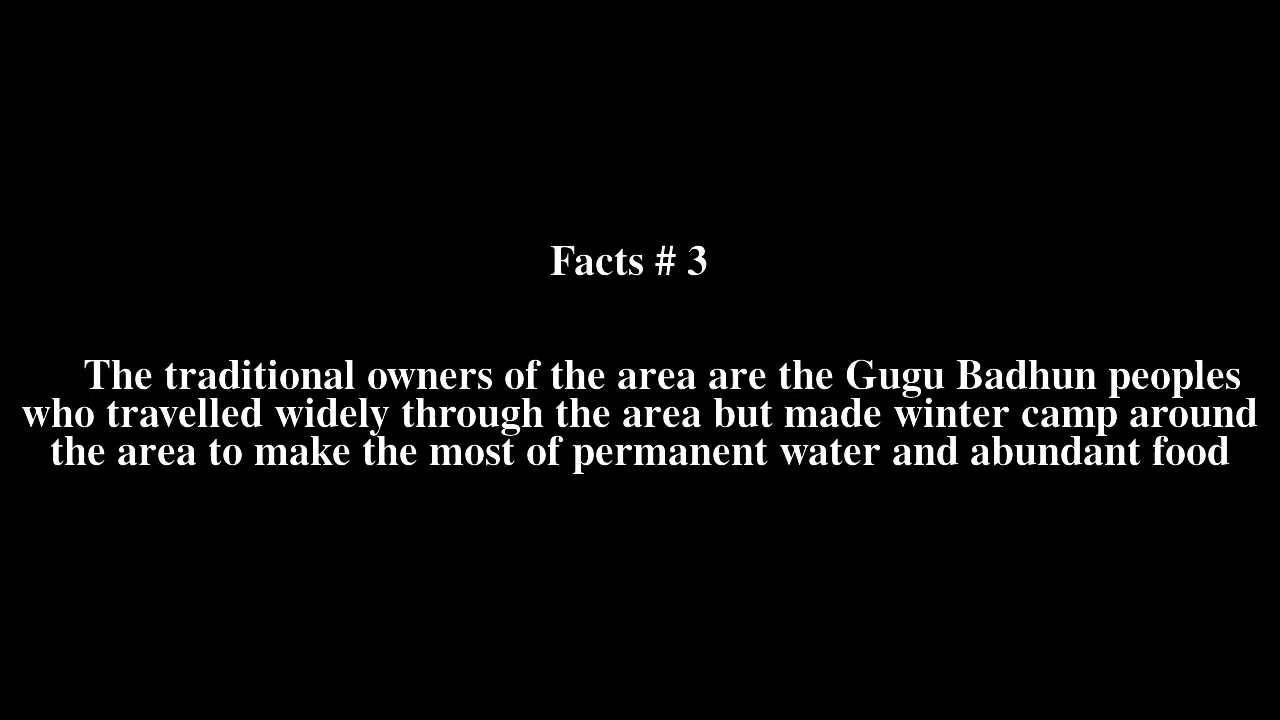 Facts # 3
The traditional owners of the area are the Gugu Badhun peoples
who travelled widely through the area but made winter camp around
the area to make the most of permanent water and abundant food